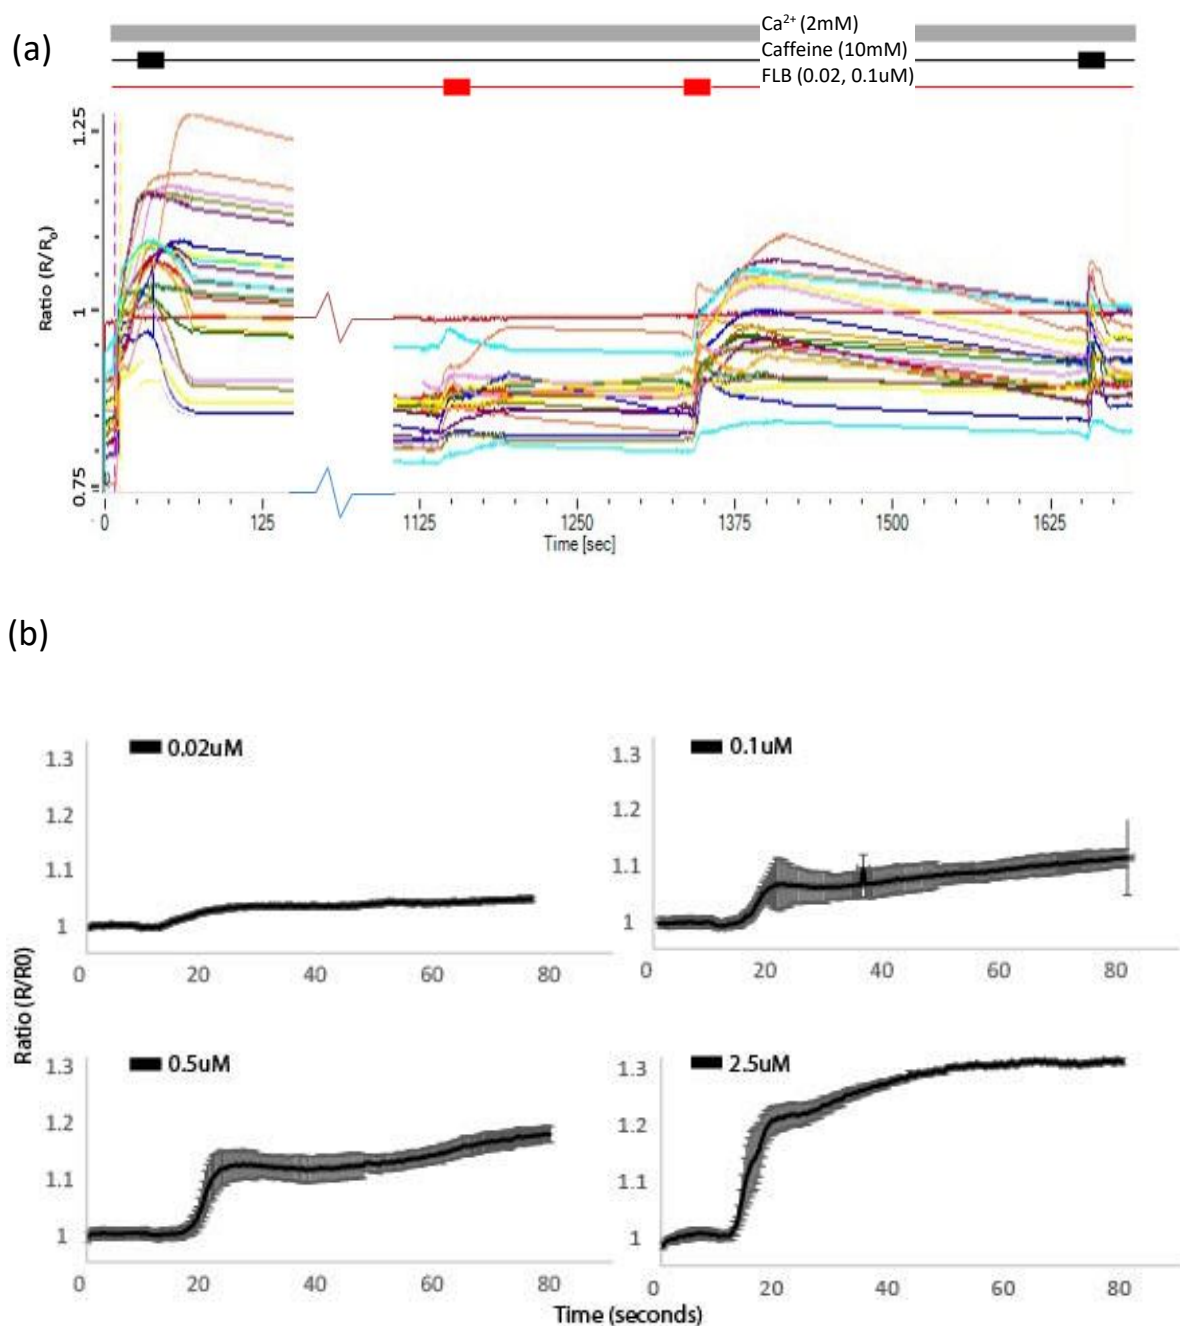 (a)
Ca²⁺ (2mM)
Caffeine (10mM)
FLB (0.02, 0.1uM)
1.25
1
0.75
Ratio (R/R₀)
0 125 1125 1250 1375 1500 1625
Time [sec]
(b)
0.02uM
1.3
1.2
1.1
1
0 20 40 60 80
0.1uM
1.3
1.2
1.1
1
0 20 40 60 80
Ratio (R/R0)
0.5uM
1.3
1.2
1.1
1
0 20 40 60 80
2.5uM
1.3
1.2
1.1
1
0 20 40 60 80
Time (seconds)